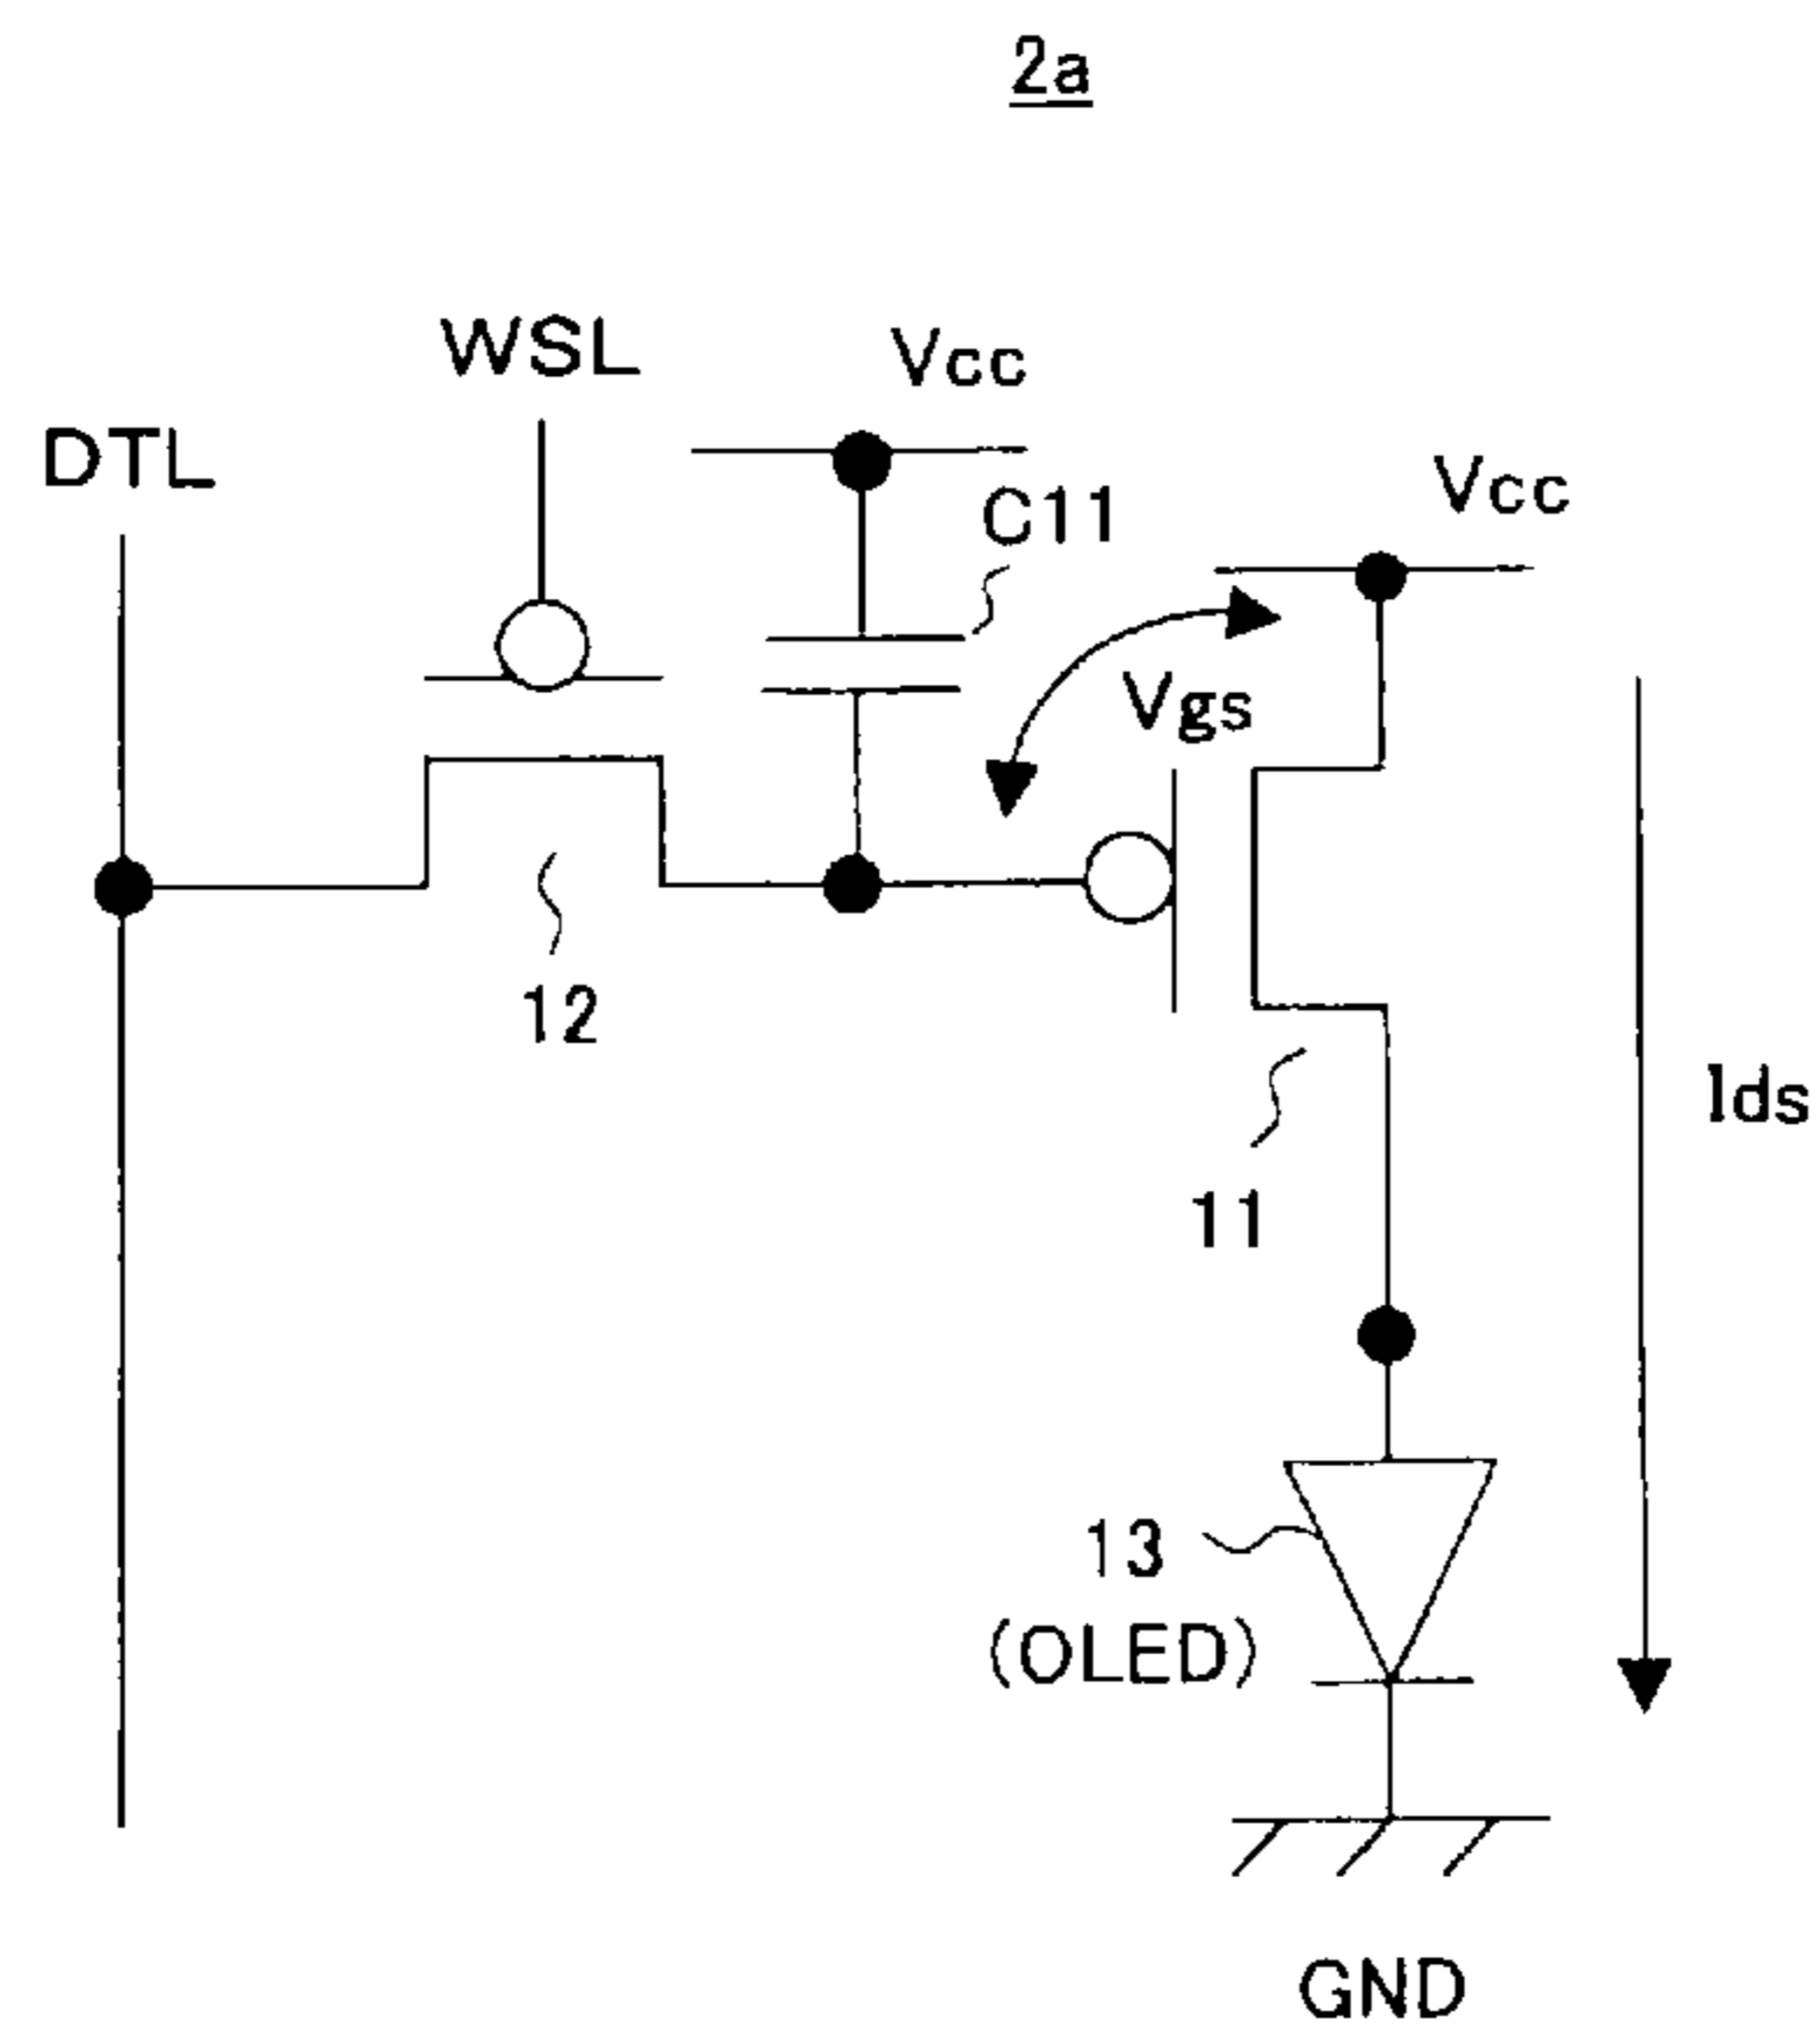 2a
WSL
Vcc
DTL
C11
Vcc
Vgs
12
Ids
11
13
(OLED)
GND